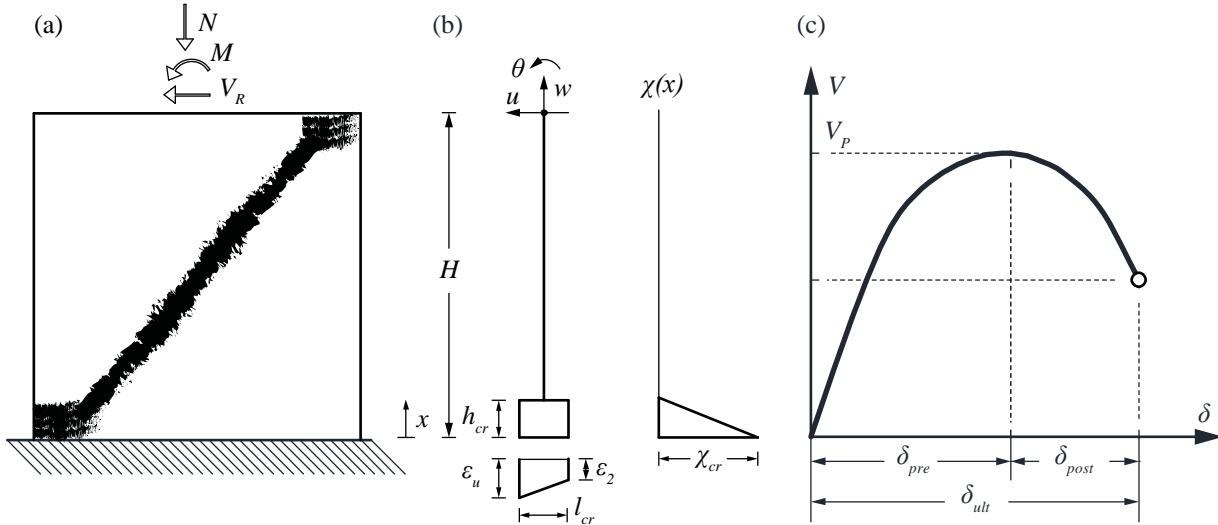 (a)
N
M
V_R
(b)
θ
u
w
H
x
h_cr
ε_u
ε_2
l_cr
χ(x)
χ_cr
(c)
V
V_P
δ
δ_pre
δ_post
δ_ult